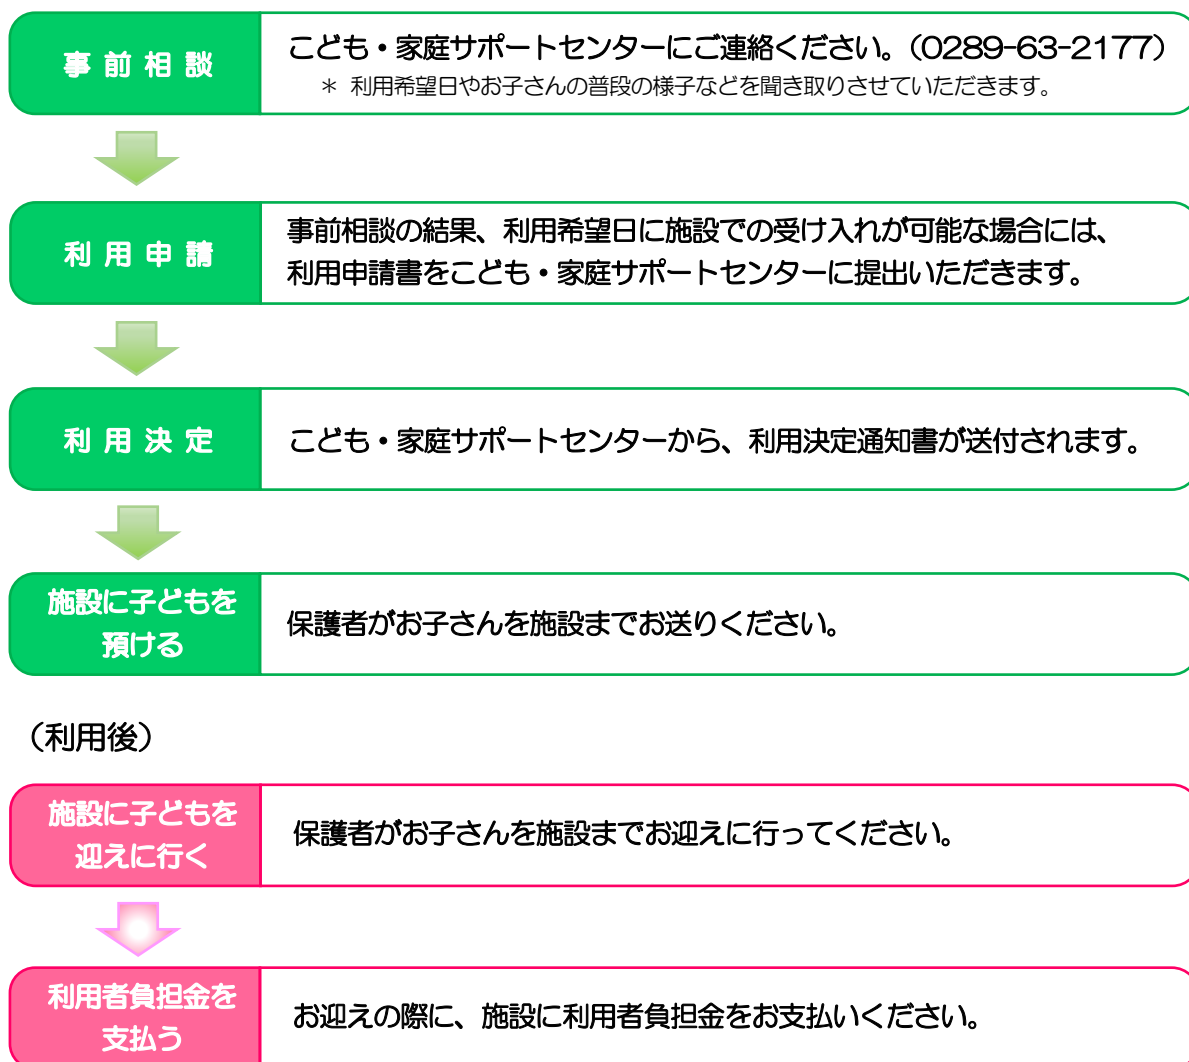 事前相談
こども・家庭サポートセンターにご連絡ください。（0289-63-2177）
＊ 利用希望日やお子さんの普段の様子などを聞き取りさせていただきます。
利用申請
事前相談の結果、利用希望日に施設での受け入れが可能な場合には、
利用申請書をこども・家庭サポートセンターに提出いただきます。
利用決定
こども・家庭サポートセンターから、利用決定通知書が送付されます。
施設に子どもを
預ける
保護者がお子さんを施設までお送りください。
（利用後）
施設に子どもを
迎えに行く
保護者がお子さんを施設までお迎えに行ってください。
利用者負担金を
支払う
お迎えの際に、施設に利用者負担金をお支払いください。